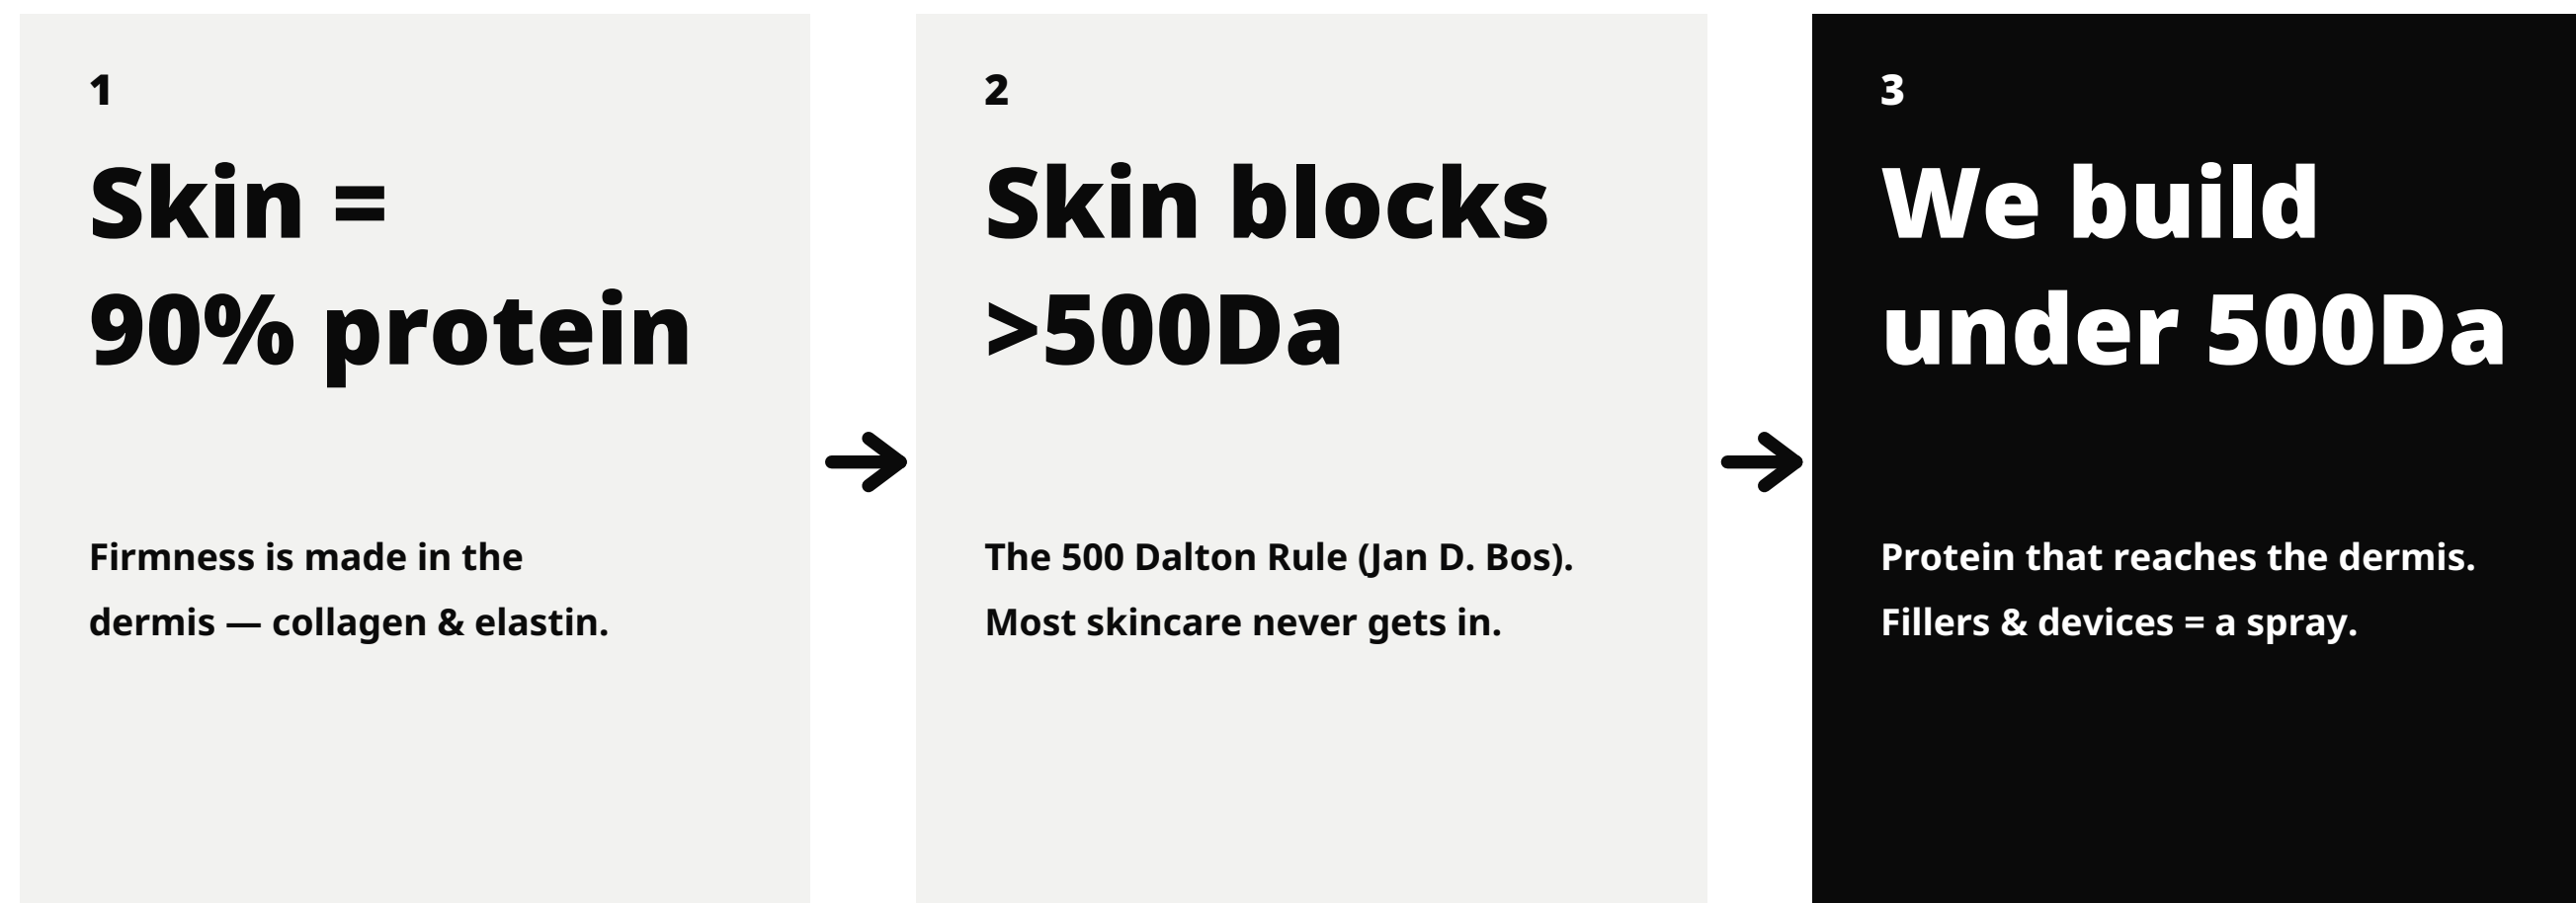 1
Skin =
90% protein
Firmness is made in the
dermis — collagen & elastin.
2
Skin blocks
>500Da
The 500 Dalton Rule (Jan D. Bos).
Most skincare never gets in.
3
We build
under 500Da
Protein that reaches the dermis.
Fillers & devices = a spray.